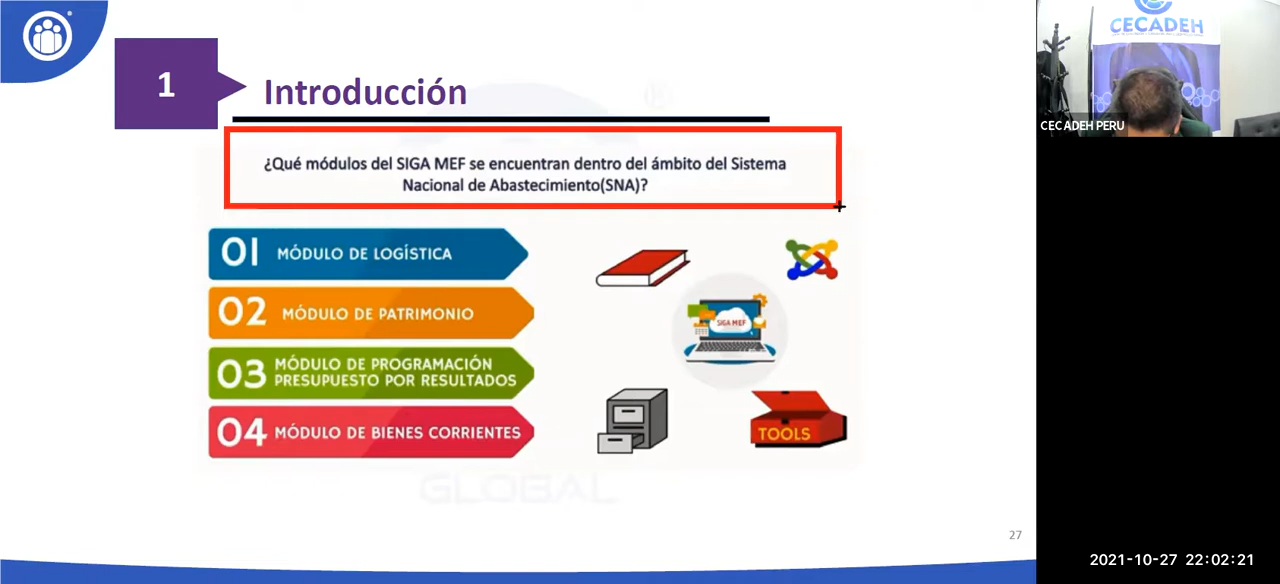 1
Introducción
¿Qué módulos del SIGA MEF se encuentran dentro del ámbito del Sistema
Nacional de Abastecimiento(SNA)?
01 MÓDULO DE LOGÍSTICA
02 MÓDULO DE PATRIMONIO
03 MÓDULO DE PROGRAMACIÓN
PRESUPUESTO POR RESULTADOS
04 MÓDULO DE BIENES CORRIENTES
SIGA MEF
TOOLS
GLOBAL
27
CECADEH
CECADEH PERU
2021-10-27 22:02:21